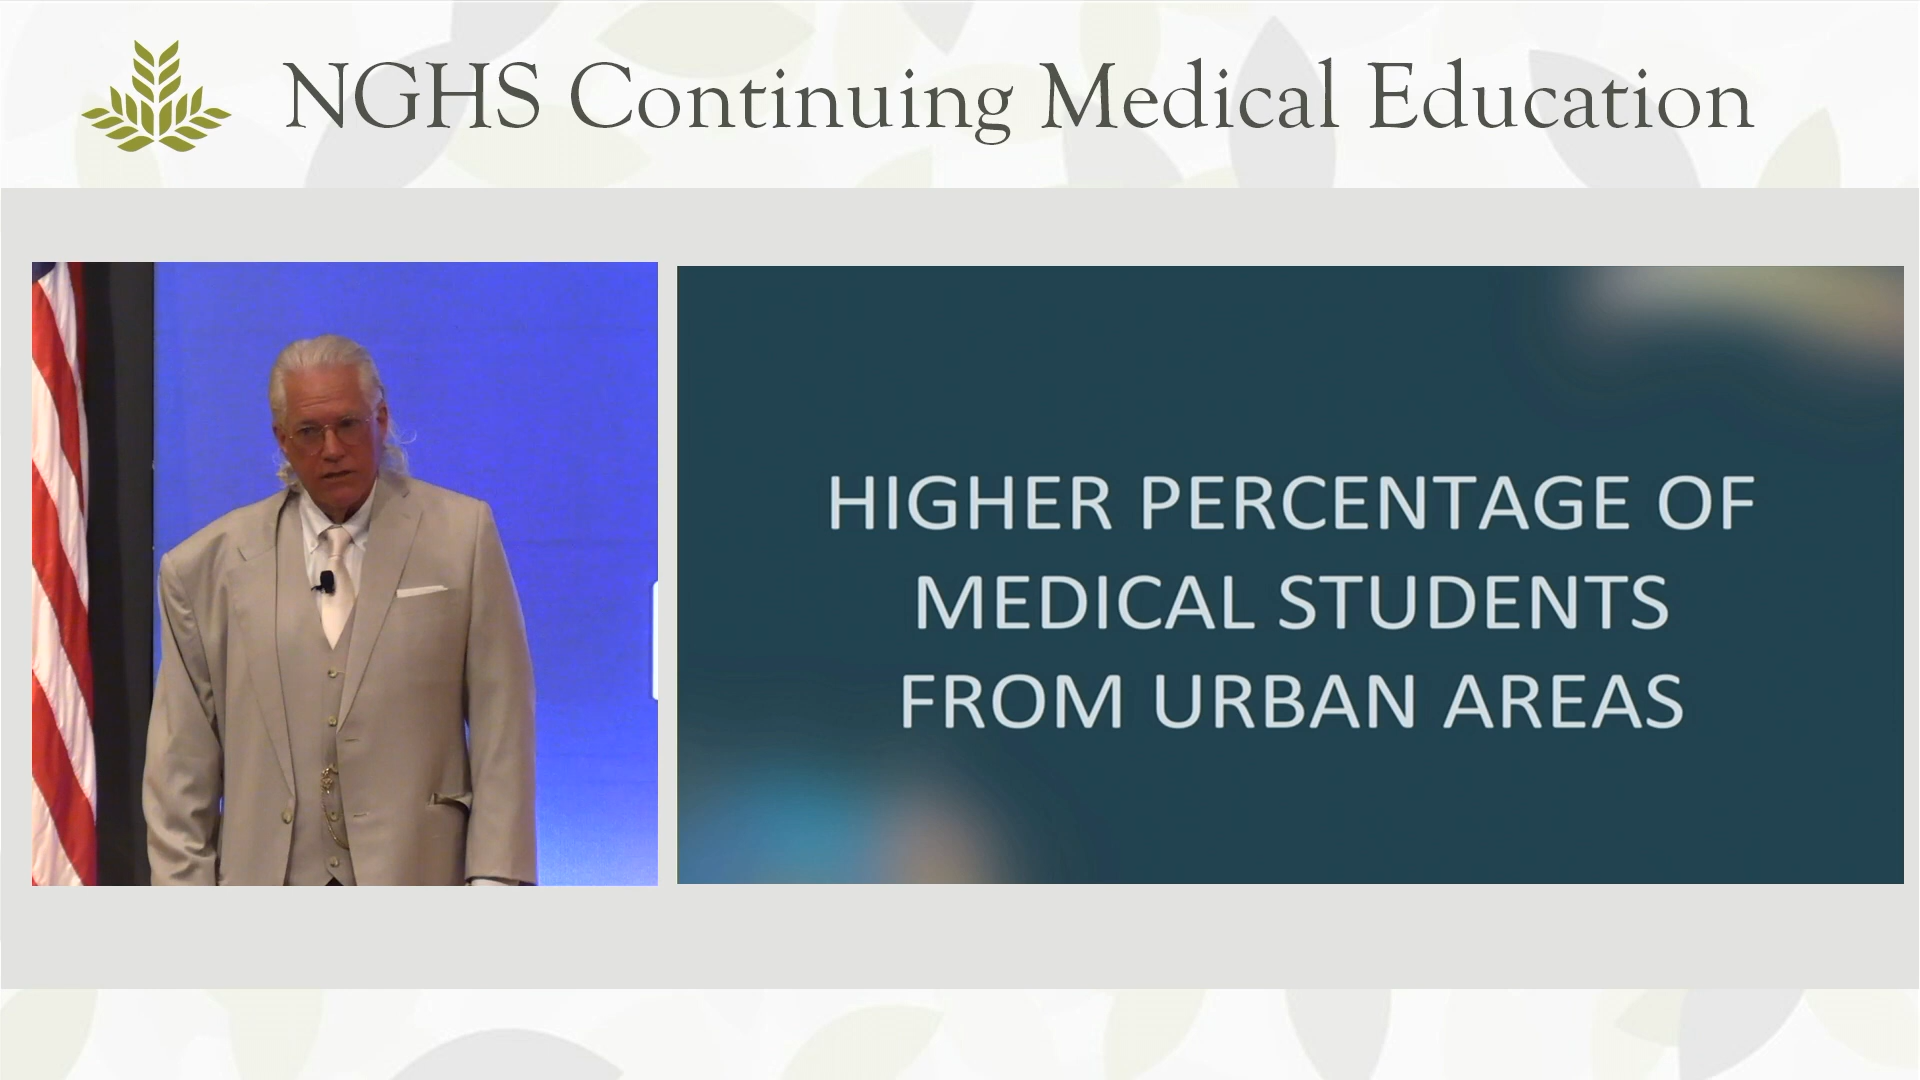 NGHS Continuing Medical Education
HIGHER PERCENTAGE OF
MEDICAL STUDENTS
FROM URBAN AREAS